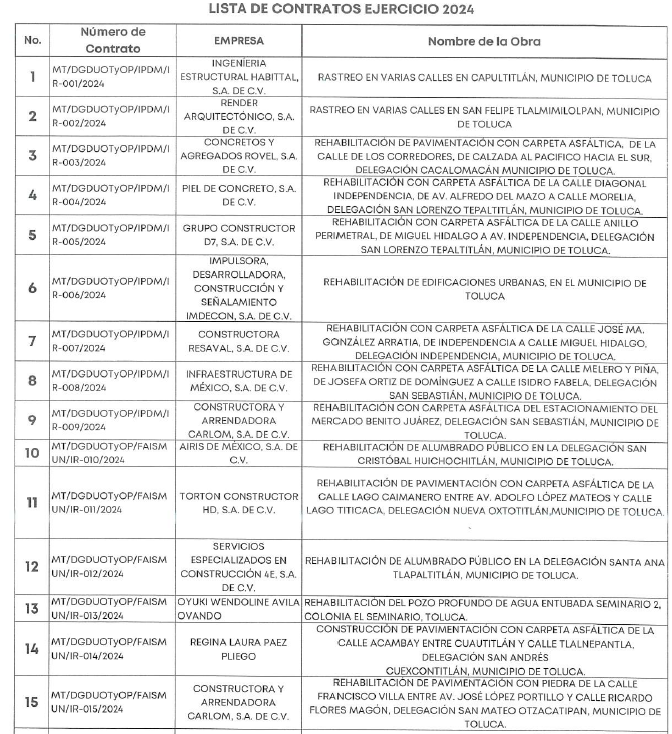 LISTA DE CONTRATOS EJERCICIO 2024
No.
Número de
Contrato
EMPRESA
Nombre de la Obra
1
MT/DGDUOTyOP/IPDM/I
R-001/2024
INGENÍERIA
ESTRUCTURAL HABITTAL,
S.A. DE C.V.
RASTREO EN VARIAS CALLES EN CAPULTITLÁN, MUNICIPIO DE TOLUCA
2
MT/DGDUOTyOP/IPDM/I
R-002/2024
RENDER
ARQUITECTÓNICO, S.A.
DE C.V.
RASTREO EN VARIAS CALLES EN SAN FELIPE TLALMIMILOLPAN, MUNICIPIO
DE TOLUCA
3
MT/DGDUOTyOP/IPDM/I
R-003/2024
CONCRETOS Y
AGREGADOS ROVEL, S.A.
DE C.V.
REHABILITACIÓN DE PAVIMENTACIÓN CON CARPETA ASFÁLTICA, DE LA
CALLE DE LOS CORREDORES, DE CALZADA AL PACIFICO HACIA EL SUR,
DELEGACIÓN CACALOMACÁN MUNICIPIO DE TOLUCA.
4
MT/DGDUOTyOP/IPDM/I
R-004/2024
PIEL DE CONCRETO, S.A.
DE C.V.
REHABILITACIÓN CON CARPETA ASFÁLTICA DE LA CALLE DIAGONAL
INDEPENDENCIA, DE AV. ALFREDO DEL MAZO A CALLE MORELIA,
DELEGACIÓN SAN LORENZO TEPALTITLÁN, MUNICIPIO DE TOLUCA.
5
MT/DGDUOTyOP/IPDM/I
R-005/2024
GRUPO CONSTRUCTOR
D7, S.A. DE C.V.
REHABILITACIÓN CON CARPETA ASFÁLTICA DE LA CALLE ANILLO
PERIMETRAL, DE MIGUEL HIDALGO A AV. INDEPENDENCIA, DELEGACIÓN
SAN LORENZO TEPALTITLÁN, MUNICIPIO DE TOLUCA.
6
MT/DGDUOTyOP/IPDM/I
R-006/2024
IMPULSORA,
DESARROLLADORA,
CONSTRUCCIÓN Y
SEÑALAMIENTO
IMDECON, S.A. DE C.V.
REHABILITACIÓN DE EDIFICACIONES URBANAS, EN EL MUNICIPIO DE
TOLUCA
7
MT/DGDUOTyOP/IPDM/I
R-007/2024
CONSTRUCTORA
RESAVAL, S.A. DE C.V.
REHABILITACIÓN CON CARPETA ASFÁLTICA DE LA CALLE JOSÉ MA.
GONZÁLEZ ARRATIA, DE INDEPENDENCIA A CALLE MIGUEL HIDALGO,
DELEGACIÓN INDEPENDENCIA, MUNICIPIO DE TOLUCA.
8
MT/DGDUOTyOP/IPDM/I
R-008/2024
INFRAESTRUCTURA DE
MÉXICO, S.A. DE C.V.
REHABILITACIÓN CON CARPETA ASFÁLTICA DE LA CALLE MELERO Y PIÑA,
DE JOSEFA ORTIZ DE DOMÍNGUEZ A CALLE ISIDRO FABELA, DELEGACIÓN
SAN SEBASTIÁN, MUNICIPIO DE TOLUCA.
9
MT/DGDUOTyOP/IPDM/I
R-009/2024
CONSTRUCTORA Y
ARRENDADORA
CARLOM, S.A. DE C.V.
REHABILITACIÓN CON CARPETA ASFÁLTICA DEL ESTACIONAMIENTO DEL
MERCADO BENITO JUÁREZ, DELEGACIÓN SAN SEBASTIÁN, MUNICIPIO DE
TOLUCA.
10
MT/DGDUOTyOP/FAISM
UN/IR-010/2024
AIRIS DE MÉXICO, S.A. DE
C.V.
REHABILITACIÓN DE ALUMBRADO PÚBLICO EN LA DELEGACIÓN SAN
CRISTÓBAL HUICHOCHITLÁN, MUNICIPIO DE TOLUCA.
11
MT/DGDUOTyOP/FAISM
UN/IR-011/2024
TORTON CONSTRUCTOR
HD, S.A. DE C.V.
REHABILITACIÓN DE PAVIMENTACIÓN CON CARPETA ASFÁLTICA DE LA
CALLE LAGO CAIMANERO ENTRE AV. ADOLFO LÓPEZ MATEOS Y CALLE
LAGO TITICACA, DELEGACIÓN NUEVA OXTOTITLÁN,MUNICIPIO DE TOLUCA.
12
MT/DGDUOTyOP/FAISM
UN/IR-012/2024
SERVICIOS
ESPECIALIZADOS EN
CONSTRUCCIÓN 4E, S.A.
DE C.V.
REHABILITACIÓN DE ALUMBRADO PÚBLICO EN LA DELEGACIÓN SANTA ANA
TLAPALTITLÁN, MUNICIPIO DE TOLUCA.
13
MT/DGDUOTyOP/FAISM
UN/IR-013/2024
OYUKI WENDOLINE AVILA
OVANDO
REHABILITACIÓN DEL POZO PROFUNDO DE AGUA ENTUBADA SEMINARIO 2,
COLONIA EL SEMINARIO, TOLUCA.
14
MT/DGDUOTyOP/FAISM
UN/IR-014/2024
REGINA LAURA PAEZ
PLIEGO
CONSTRUCCIÓN DE PAVIMENTACIÓN CON CARPETA ASFÁLTICA DE LA
CALLE ACAMBAY ENTRE CUAUTITLÁN Y CALLE TLALNEPANTLA,
DELEGACIÓN SAN ANDRÉS
CUEXCONTITLÁN, MUNICIPIO DE TOLUCA.
15
MT/DGDUOTyOP/FAISM
UN/IR-015/2024
CONSTRUCTORA Y
ARRENDADORA
CARLOM, S.A. DE C.V.
REHABILITACIÓN DE PAVIMENTACIÓN CON PIEDRA DE LA CALLE
FRANCISCO VILLA ENTRE AV. JOSÉ LÓPEZ PORTILLO Y CALLE RICARDO
FLORES MAGÓN, DELEGACIÓN SAN MATEO OTZACATIPAN, MUNICIPIO DE
TOLUCA.